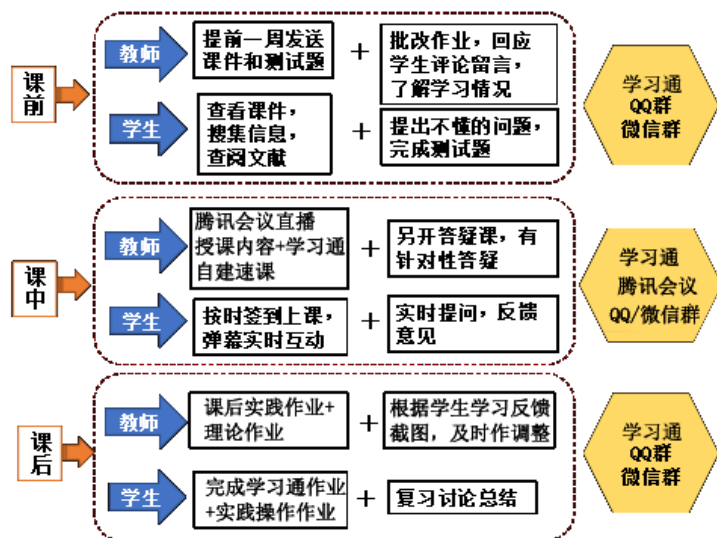 课前
教师
提前一周发送
课件和测试题
+
批改作业，回应
学生评论留言，
了解学习情况
学生
查看课件，
搜集信息，
查阅文献
+
提出不懂的问题，
完成测试题
学习通
QQ群
微信群
课中
教师
腾讯会议直播
授课内容+学习通
自建速课
+
另开答疑课，有
针对性答疑
学生
按时签到上课，
弹幕实时互动
+
实时提问，反馈
意见
学习通
腾讯会议
QQ/微信群
课后
教师
课后实践作业+
理论作业
+
根据学生学习反馈
截图，及时作调整
学生
完成学习通作业
+实践操作作业
+
复习讨论总结
学习通
QQ群
微信群